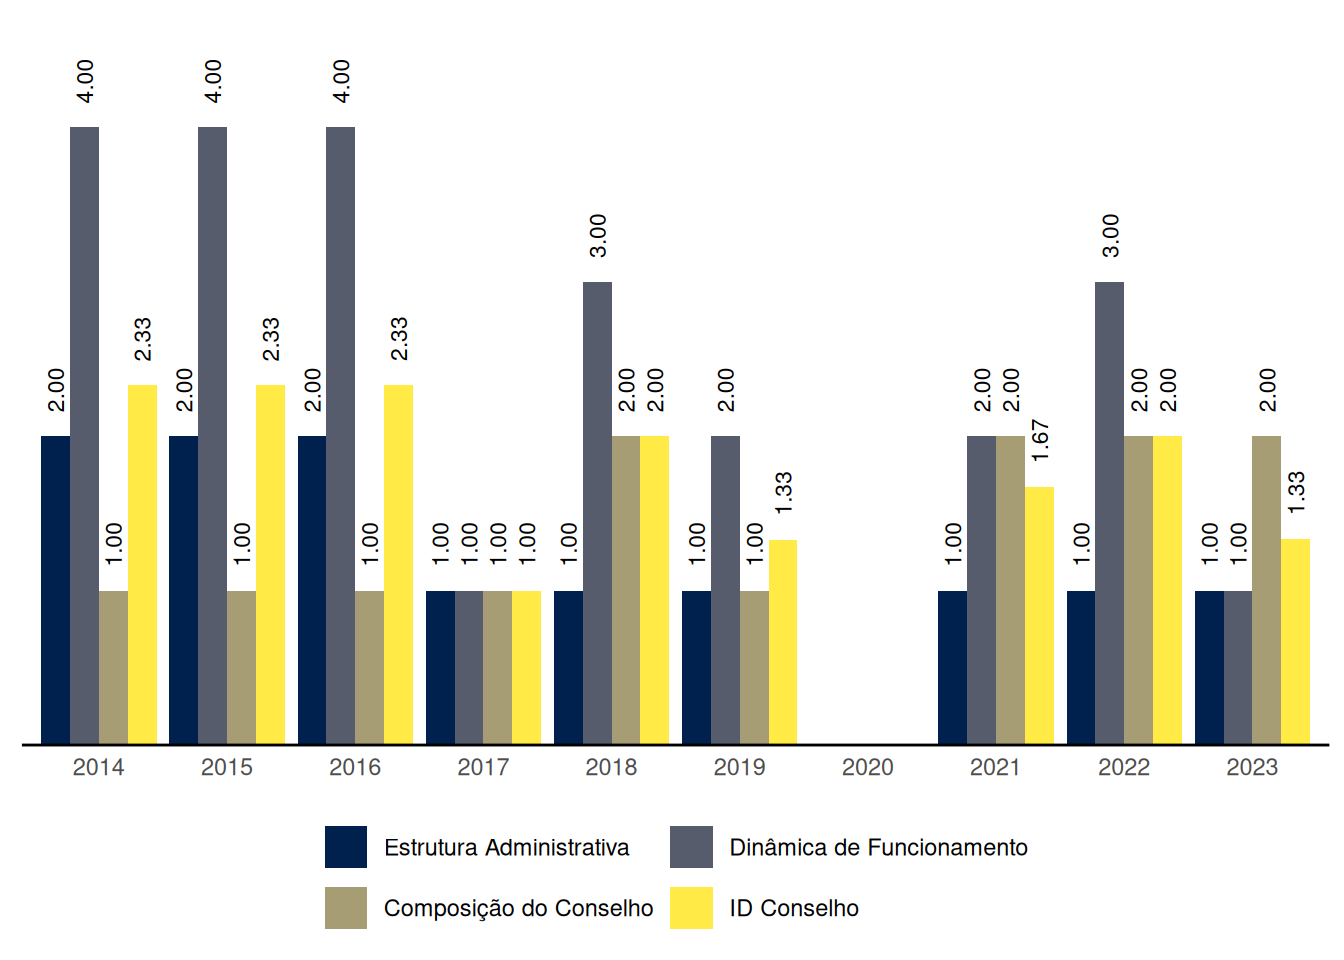 4.00 4.00 4.00
3.00 3.00
2.33 2.33 2.33
2.00 2.00 2.00 2.00 2.00 2.00 2.00 2.00 2.00 2.00 2.00
1.67
1.33 1.33
1.00 1.00 1.00 1.00 1.00 1.00 1.00 1.00 1.00 1.00 1.00 1.00 1.00 1.00
2014 2015 2016 2017 2018 2019 2020 2021 2022 2023
Estrutura Administrativa Dinâmica de Funcionamento
Composição do Conselho ID Conselho